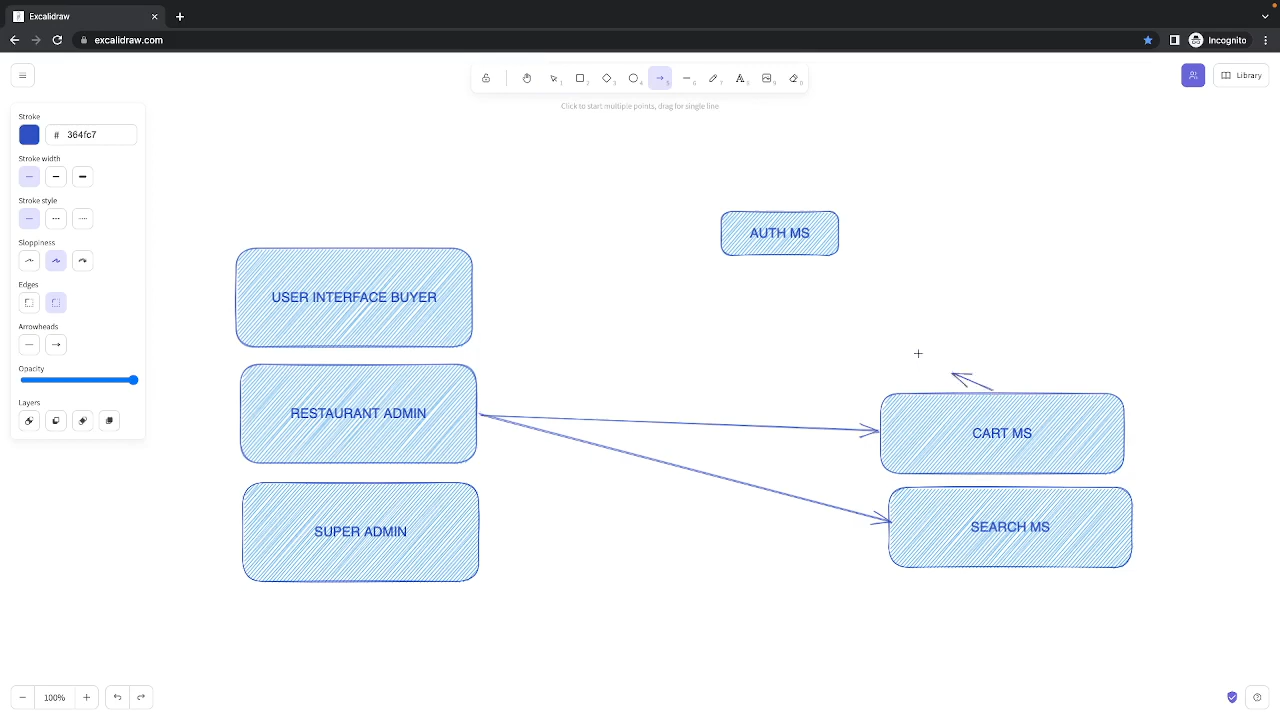 Excalidraw
excalidraw.com
Incognito
Library
Click to start multiple points, drag for single line
Stroke
# 364fc7
Stroke width
Stroke style
Sloppiness
Edges
Arrowheads
Opacity
Layers
AUTH MS
USER INTERFACE BUYER
RESTAURANT ADMIN
CART MS
SEARCH MS
SUPER ADMIN
100%